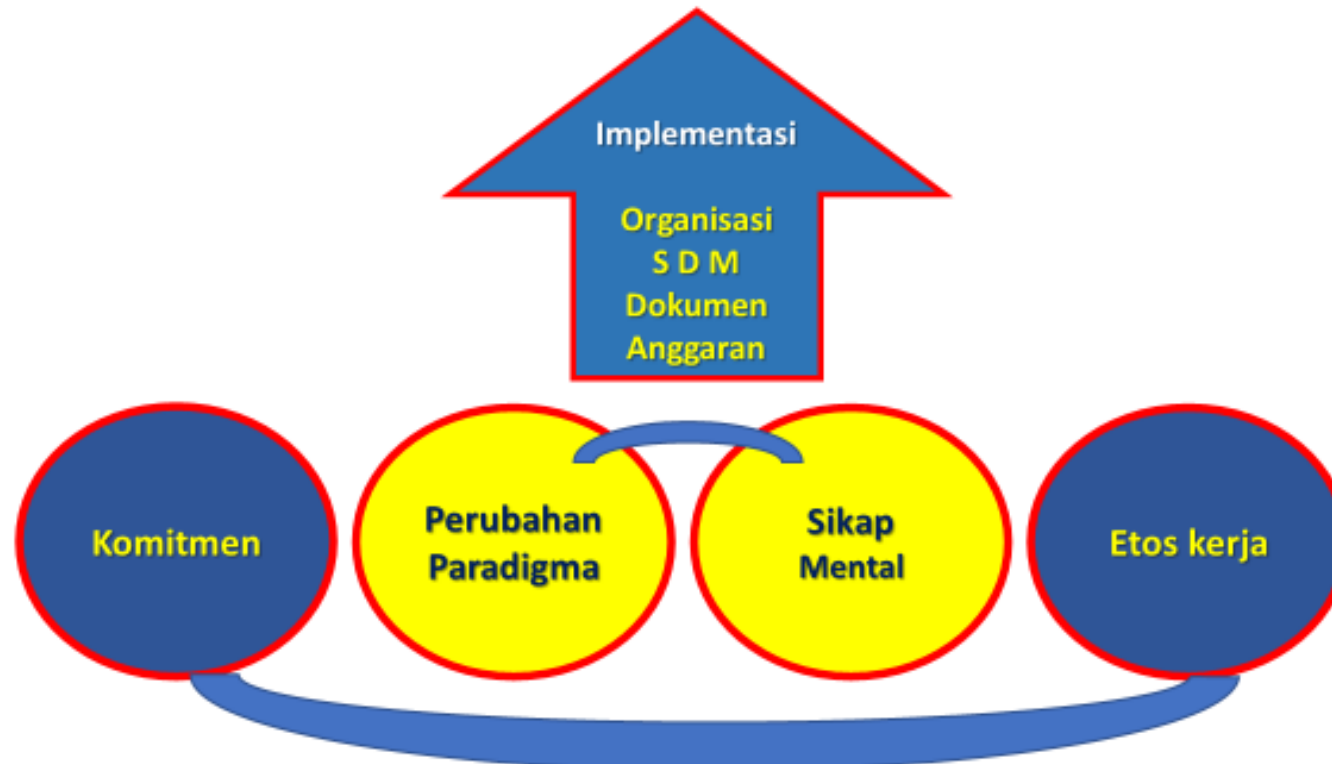 Implementasi
Organisasi
S D M
Dokumen
Anggaran
Komitmen
Perubahan
Paradigma
Sikap
Mental
Etos kerja